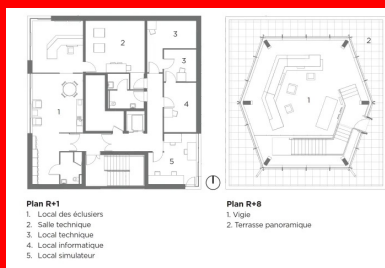 2
3
3
4
1
5
2
1
Plan R+1
1. Local des éclusiers
2. Salle technique
3. Local technique
4. Local informatique
5. Local simulateur
Plan R+8
1. Vigie
2. Terrasse panoramique